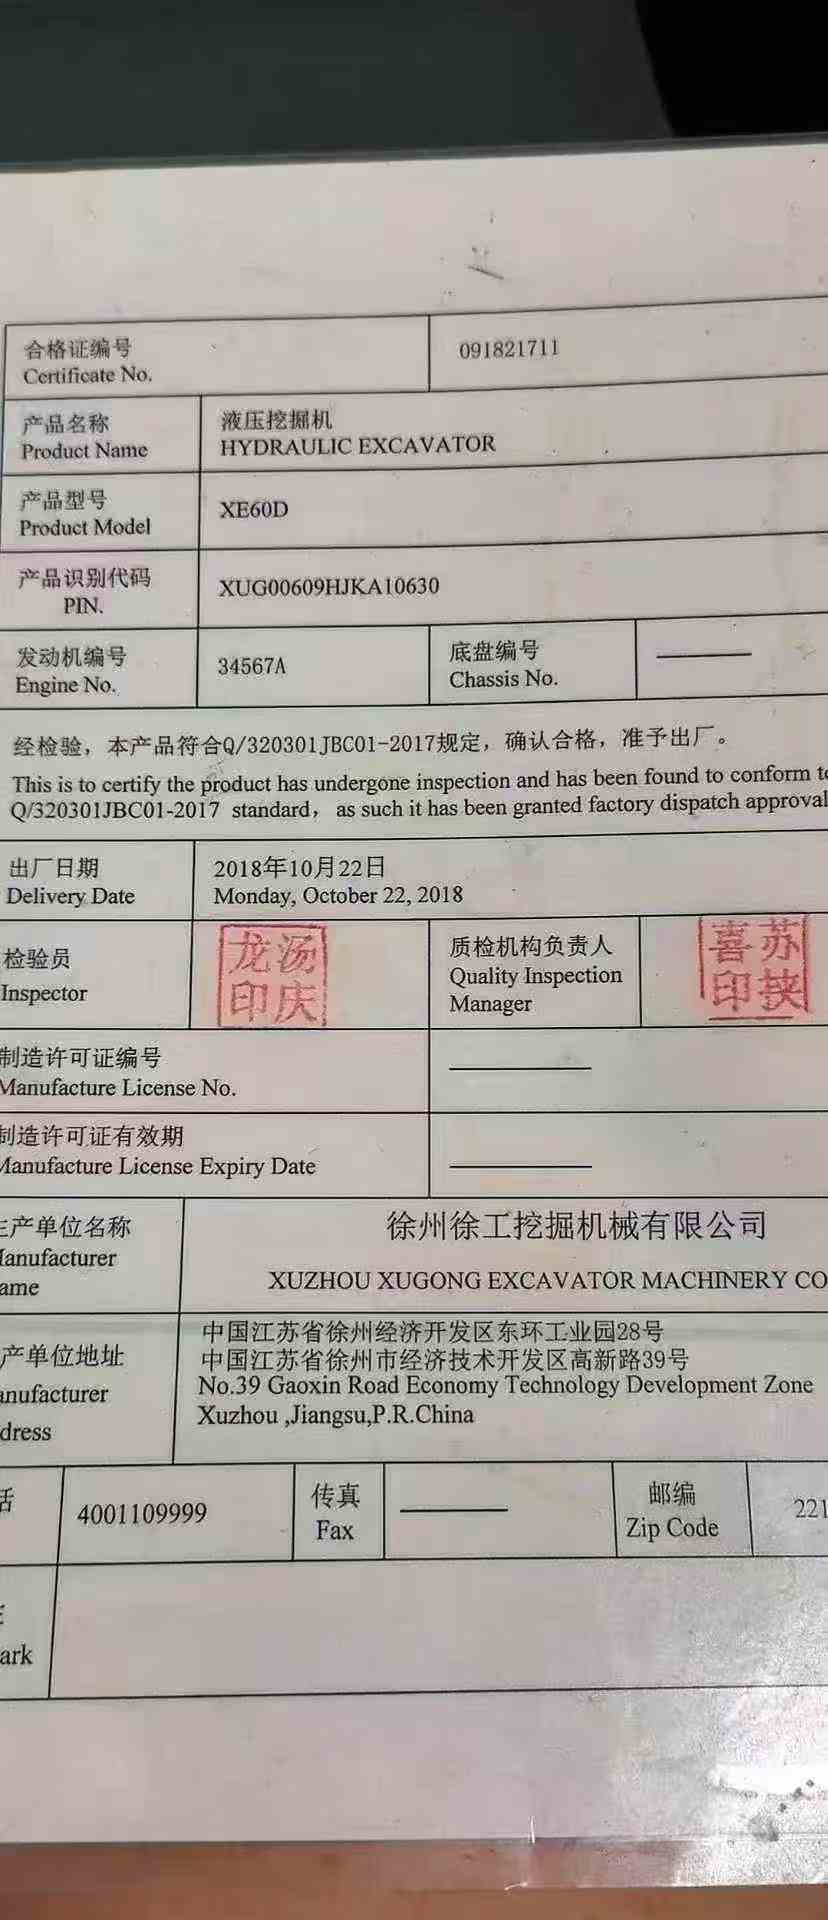 合格证编号
Certificate No.
091821711
产品名称
Product Name
液压挖掘机
HYDRAULIC EXCAVATOR
产品型号
Product Model
XE60D
产品识别代码
PIN.
XUG00609HJKA10630
发动机编号
Engine No.
34567A
底盘编号
Chassis No.
经检验，本产品符合Q/320301JBC01-2017规定，确认合格，准予出厂。
This is to certify the product has undergone inspection and has been found to conform to
Q/320301JBC01-2017 standard, as such it has been granted factory dispatch approval
出厂日期
Delivery Date
2018年10月22日
Monday, October 22, 2018
检验员
Inspector
汤庆
龙印
质检机构负责人
Quality Inspection
Manager
苏挟
喜印
制造许可证编号
Manufacture License No.
制造许可证有效期
Manufacture License Expiry Date
生产单位名称
Manufacturer
ame
徐州徐工挖掘机械有限公司
XUZHOU XUGONG EXCAVATOR MACHINERY CO
产单位地址
anufacturer
dress
中国江苏省徐州经济开发区东环工业园28号
中国江苏省徐州市经济技术开发区高新路39号
No.39 Gaoxin Road Economy Technology Development Zone
Xuzhou ,Jiangsu,P.R.China
话
4001109999
传真
Fax
邮编
Zip Code
221
ark